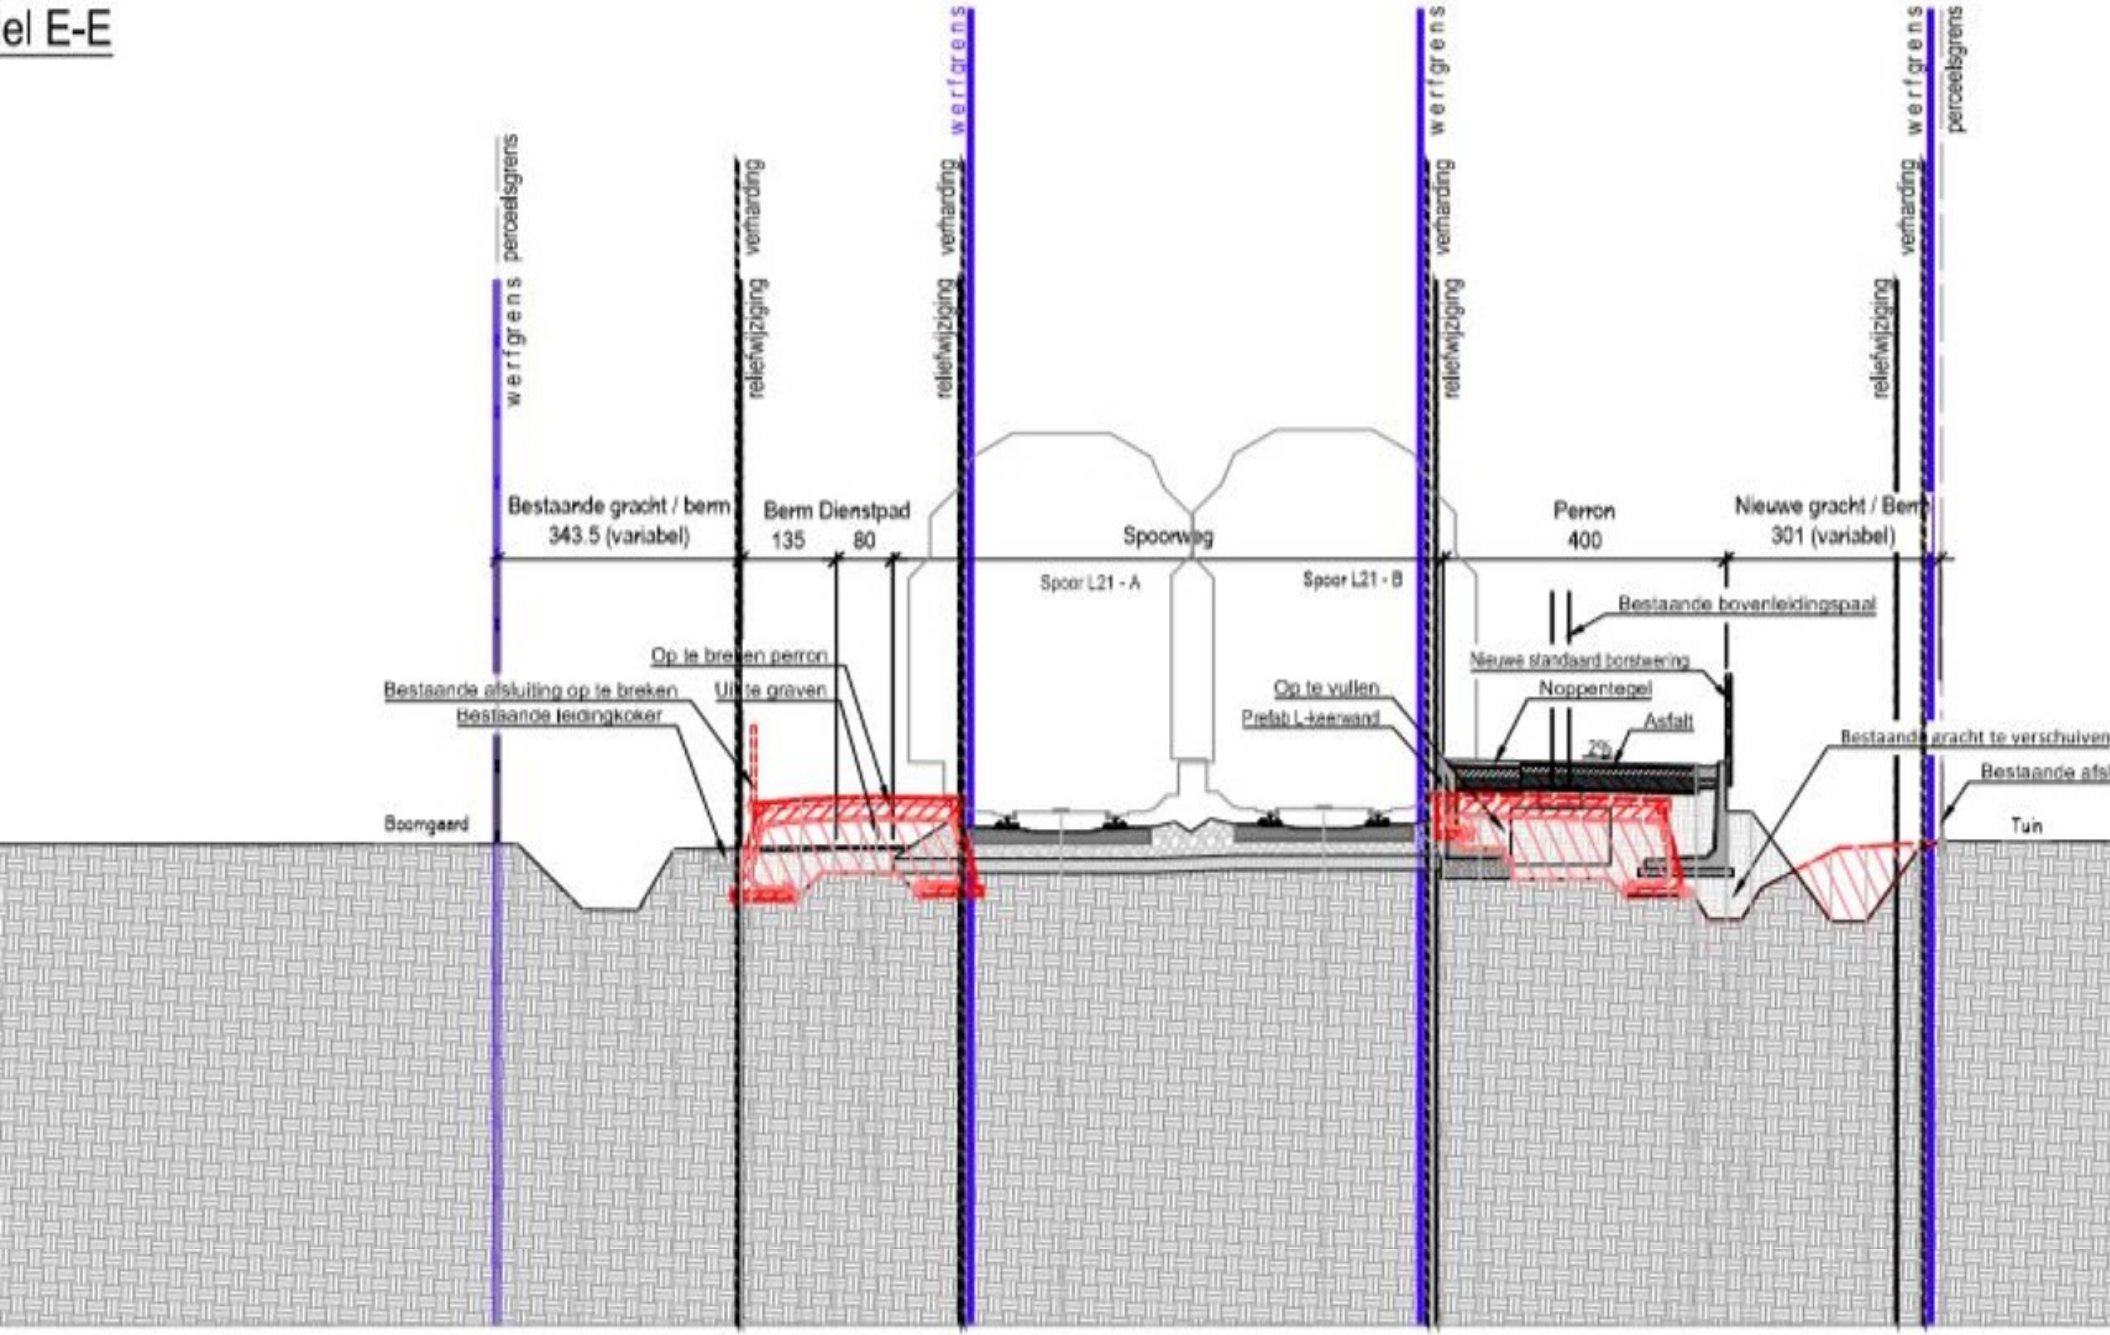 el E-E
werfgrens
werfgrens
werfgrens
perceelsgrens
perceelsgrens
werfgrens
verharding
reliefwijziging
verharding
reliefwijziging
verharding
reliefwijziging
verharding
reliefwijziging
Bestaande gracht / berm
343.5 (variabel)
Berm Dienstpad
135 80
Spoorweg
Spoor L21 - A
Spoor L21 - B
Perron
400
Nieuwe gracht / Berm
301 (variabel)
Bestaande bovenleidingspaal
Op te breken perron
Nieuwe standaard borstwering
Bestaande afsluiting op te breken
Uit te graven
Op te vullen
Noppentegel
Bestaande leidingkoker
Prefab L-keerwand
Asfalt
2%
Bestaande gracht te verschuiven
Bestaande afsl
Boomgaard
Tuin